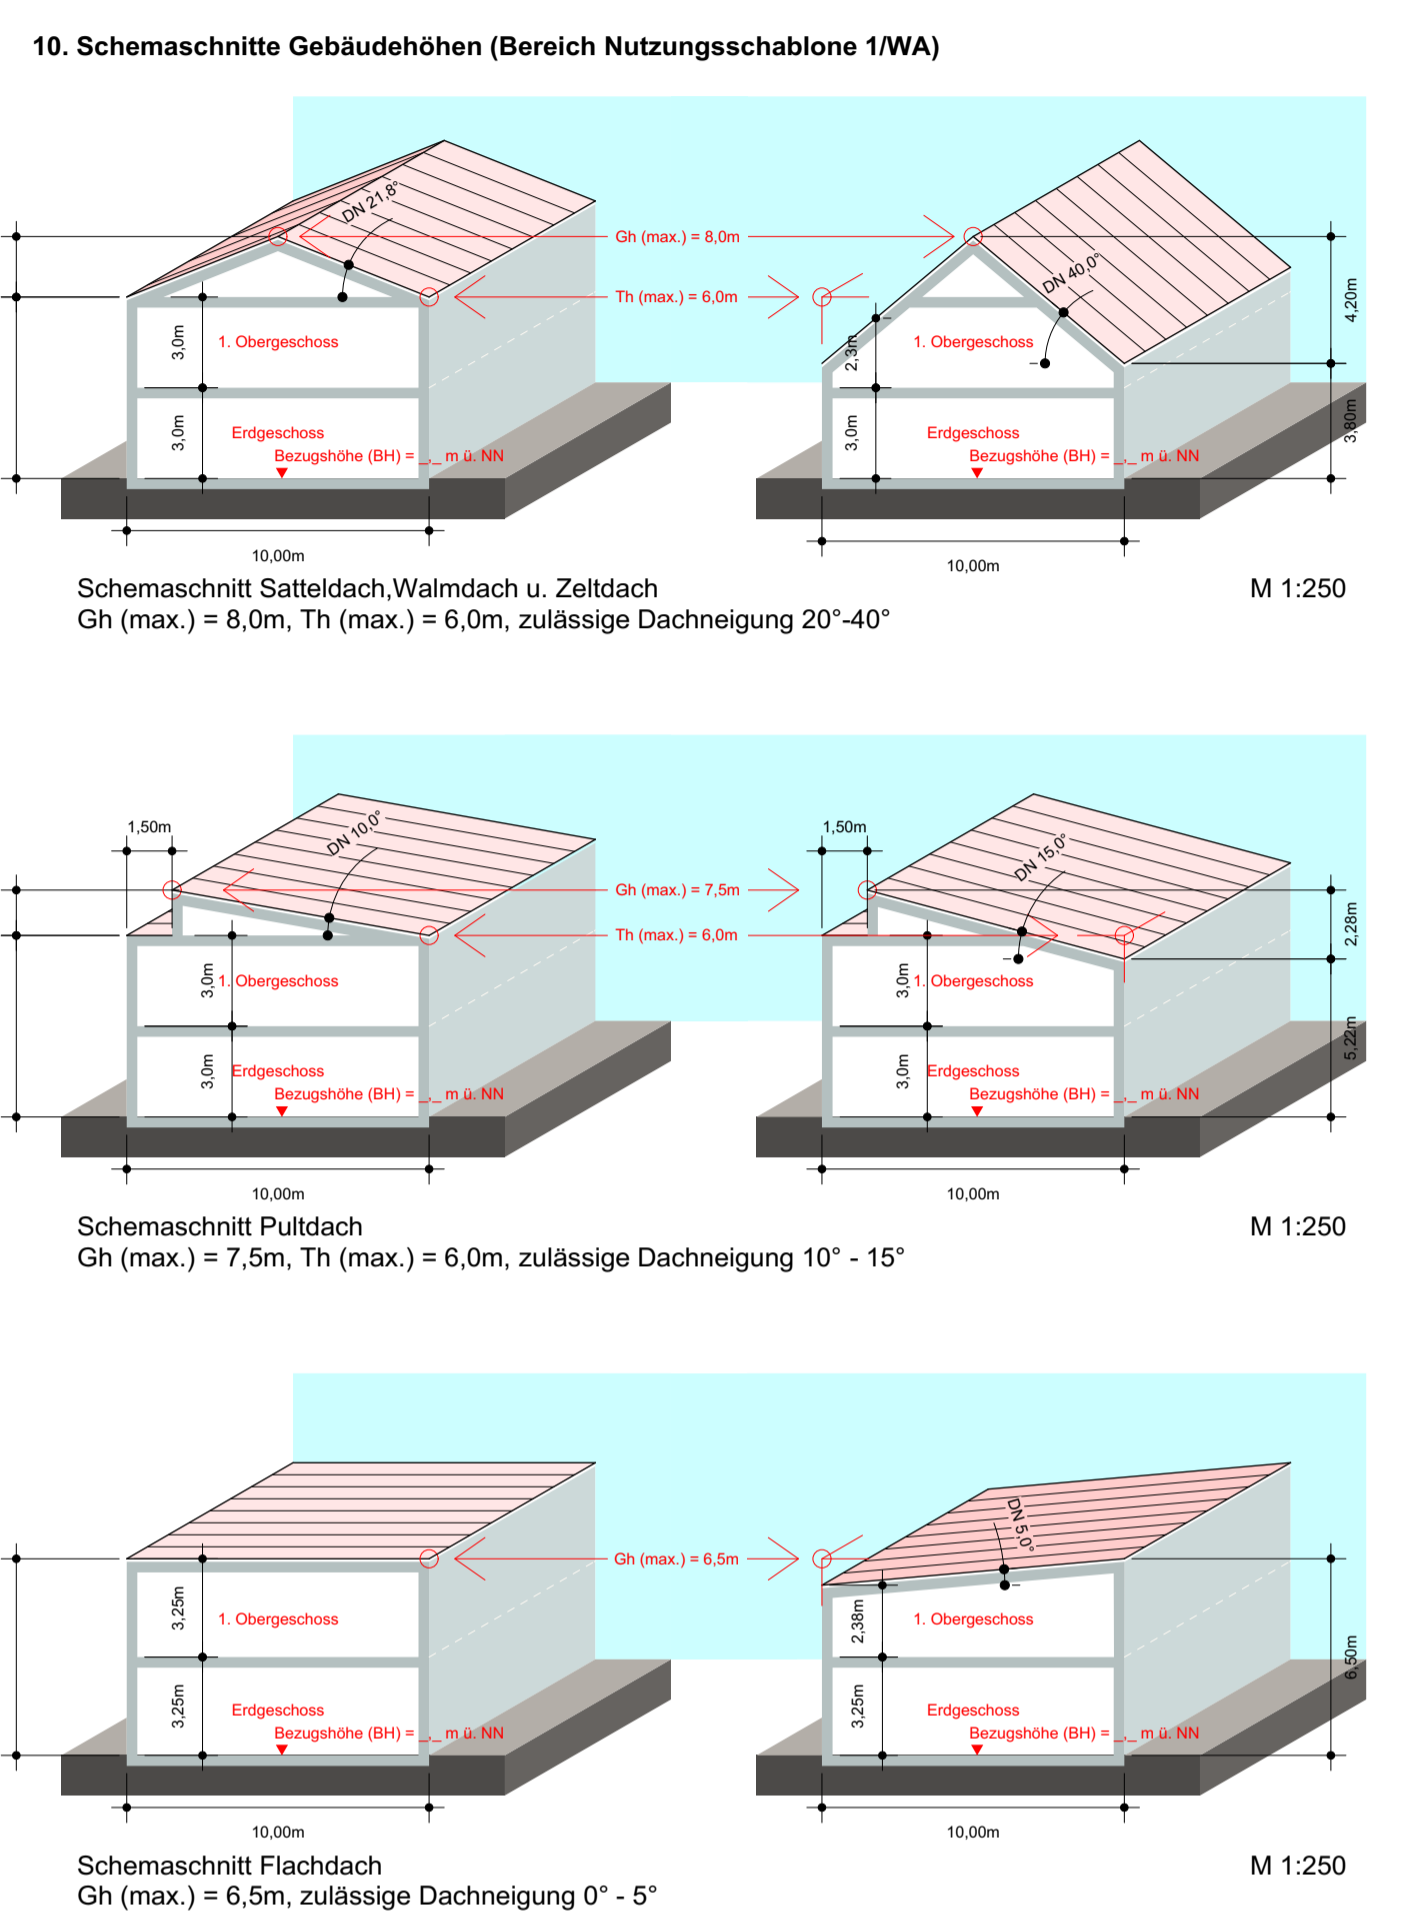 10. Schemaschnitte Gebäudehöhen (Bereich Nutzungsschablone 1/WA)
DN 21,8°
Gh (max.) = 8,0m
Th (max.) = 6,0m
3,0m
1. Obergeschoss
3,0m
Erdgeschoss
Bezugshöhe (BH) = _,_ m ü. NN
10,00m
DN 40,0°
4,20m
2,3m
1. Obergeschoss
3,80m
3,0m
Erdgeschoss
Bezugshöhe (BH) = _,_ m ü. NN
10,00m
Schemaschnitt Satteldach,Walmdach u. Zeltdach
M 1:250
Gh (max.) = 8,0m, Th (max.) = 6,0m, zulässige Dachneigung 20°-40°
1,50m
DN 10,0°
Gh (max.) = 7,5m
Th (max.) = 6,0m
3,0m
1. Obergeschoss
3,0m
Erdgeschoss
Bezugshöhe (BH) = _,_ m ü. NN
10,00m
1,50m
DN 15,0°
2,28m
3,0m
1. Obergeschoss
5,22m
3,0m
Erdgeschoss
Bezugshöhe (BH) = _,_ m ü. NN
10,00m
Schemaschnitt Pultdach
M 1:250
Gh (max.) = 7,5m, Th (max.) = 6,0m, zulässige Dachneigung 10° - 15°
Gh (max.) = 6,5m
3,25m
1. Obergeschoss
3,25m
Erdgeschoss
Bezugshöhe (BH) = _,_ m ü. NN
10,00m
DN 5,0°
2,38m
1. Obergeschoss
6,50m
3,25m
Erdgeschoss
Bezugshöhe (BH) = _,_ m ü. NN
10,00m
Schemaschnitt Flachdach
M 1:250
Gh (max.) = 6,5m, zulässige Dachneigung 0° - 5°